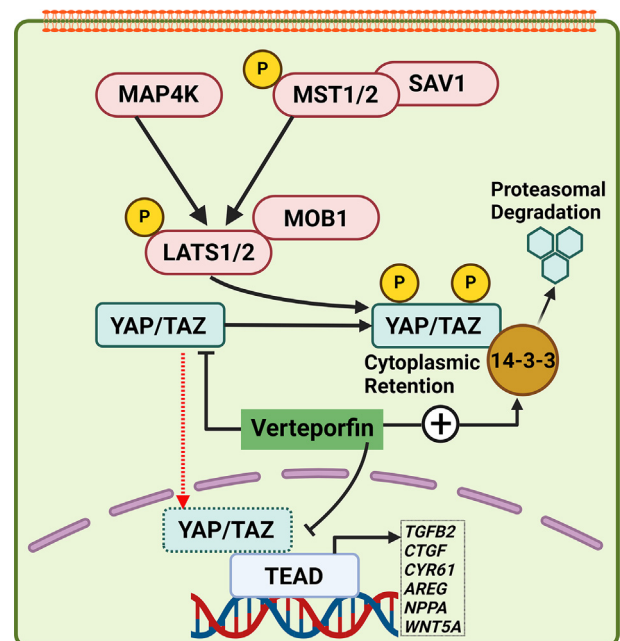 P
MAP4K
MST1/2
SAV1
P
MOB1
LATS1/2
Proteasomal
Degradation
P
P
YAP/TAZ
YAP/TAZ
14-3-3
Cytoplasmic
Retention
Verteporfin
+
YAP/TAZ
TEAD
TGFB2
CTGF
CYR61
AREG
NPPA
WNT5A